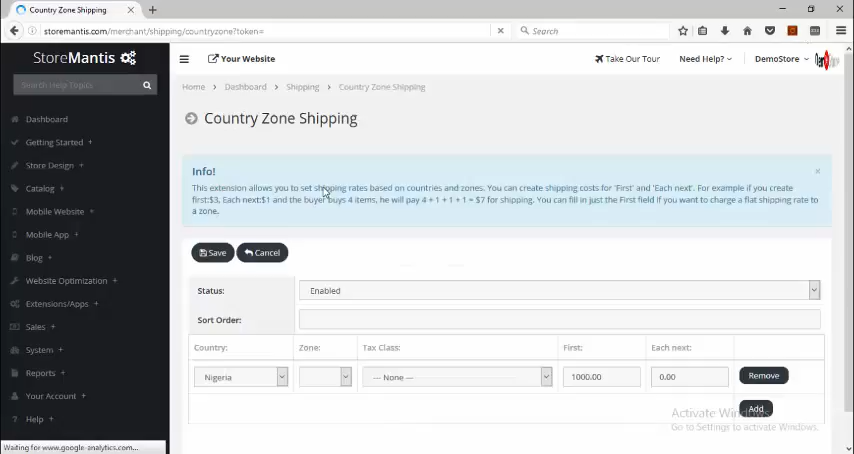 Country Zone Shipping
storemantis.com/merchant/shipping/countryzone?token=
Search
StoreMantis
Your Website
Take Our Tour
Need Help?
DemoStore
Search Help Topics
Home > Dashboard > Shipping > Country Zone Shipping
Dashboard
Getting Started +
Store Design +
Catalog +
Mobile Website +
Mobile App +
Blog +
Website Optimization +
Extensions/Apps +
Sales +
System +
Reports +
Your Account +
Help +
Country Zone Shipping
Info!
This extension allows you to set shipping rates based on countries and zones. You can create shipping costs for 'First' and 'Each next'. For example if you create
first:$3, Each next:$1 and the buyer buys 4 items, he will pay 4 + 1 + 1 + 1 = $7 for shipping. You can fill in just the First field if you want to charge a flat shipping rate to
a zone.
Save
Cancel
Status:
Enabled
Sort Order:
Country:
Zone:
Tax Class:
First:
Each next:
Nigeria
--- None ---
1000.00
0.00
Remove
Add
Activate Windows
Go to Settings to activate Windows.
Waiting for www.google-analytics.com...